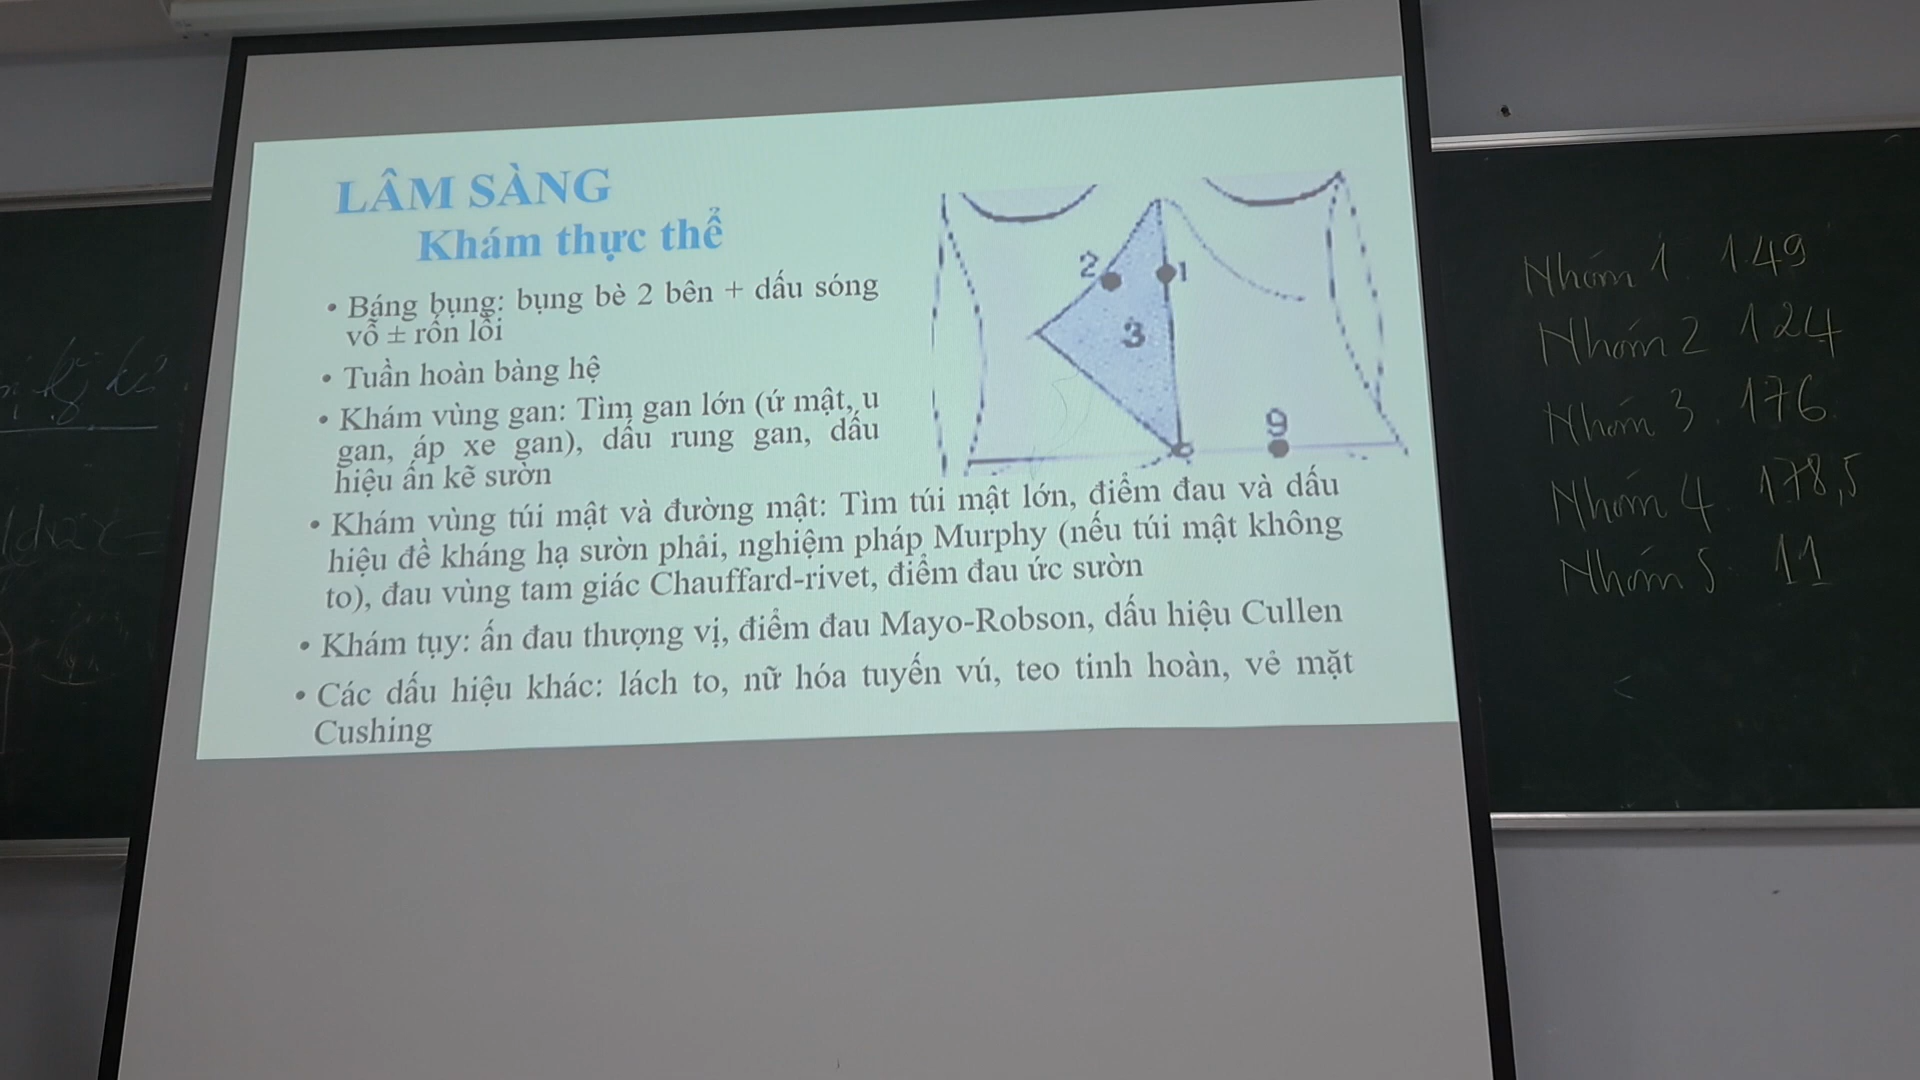 LÂM SÀNG
Khám thực thể
• Báng bụng: bụng bè 2 bên + dấu sóng
vỗ ± rốn lồi
• Tuần hoàn bàng hệ
• Khám vùng gan: Tìm gan lớn (ứ mật, u
gan, áp xe gan), dấu rung gan, dấu
hiệu ấn kẽ sườn
• Khám vùng túi mật và đường mật: Tìm túi mật lớn, điểm đau và dấu
hiệu đề kháng hạ sườn phải, nghiệm pháp Murphy (nếu túi mật không
to), đau vùng tam giác Chauffard-rivet, điểm đau ức sườn
• Khám tụy: ấn đau thượng vị, điểm đau Mayo-Robson, dấu hiệu Cullen
• Các dấu hiệu khác: lách to, nữ hóa tuyến vú, teo tinh hoàn, vẻ mặt
Cushing
2
1
3
9
Nhóm 1 149
Nhóm 2 124
Nhóm 3 176
Nhóm 4 178,5
Nhóm 5 11